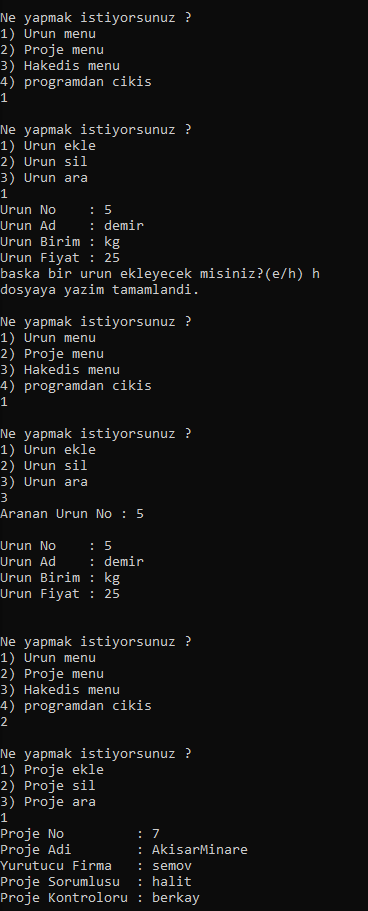 Ne yapmak istiyorsunuz ?
1) Urun menu
2) Proje menu
3) Hakedis menu
4) programdan cikis
1

Ne yapmak istiyorsunuz ?
1) Urun ekle
2) Urun sil
3) Urun ara
1
Urun No    : 5
Urun Ad    : demir
Urun Birim : kg
Urun Fiyat : 25
baska bir urun ekleyecek misiniz?(e/h) h
dosyaya yazim tamamlandi.

Ne yapmak istiyorsunuz ?
1) Urun menu
2) Proje menu
3) Hakedis menu
4) programdan cikis
1

Ne yapmak istiyorsunuz ?
1) Urun ekle
2) Urun sil
3) Urun ara
3
Aranan Urun No : 5

Urun No    : 5
Urun Ad    : demir
Urun Birim : kg
Urun Fiyat : 25

Ne yapmak istiyorsunuz ?
1) Urun menu
2) Proje menu
3) Hakedis menu
4) programdan cikis
2

Ne yapmak istiyorsunuz ?
1) Proje ekle
2) Proje sil
3) Proje ara
1
Proje No         : 7
Proje Adi        : AkisarMinare
Yurutucu Firma   : semov
Proje Sorumlusu  : halit
Proje Kontroloru : berkay